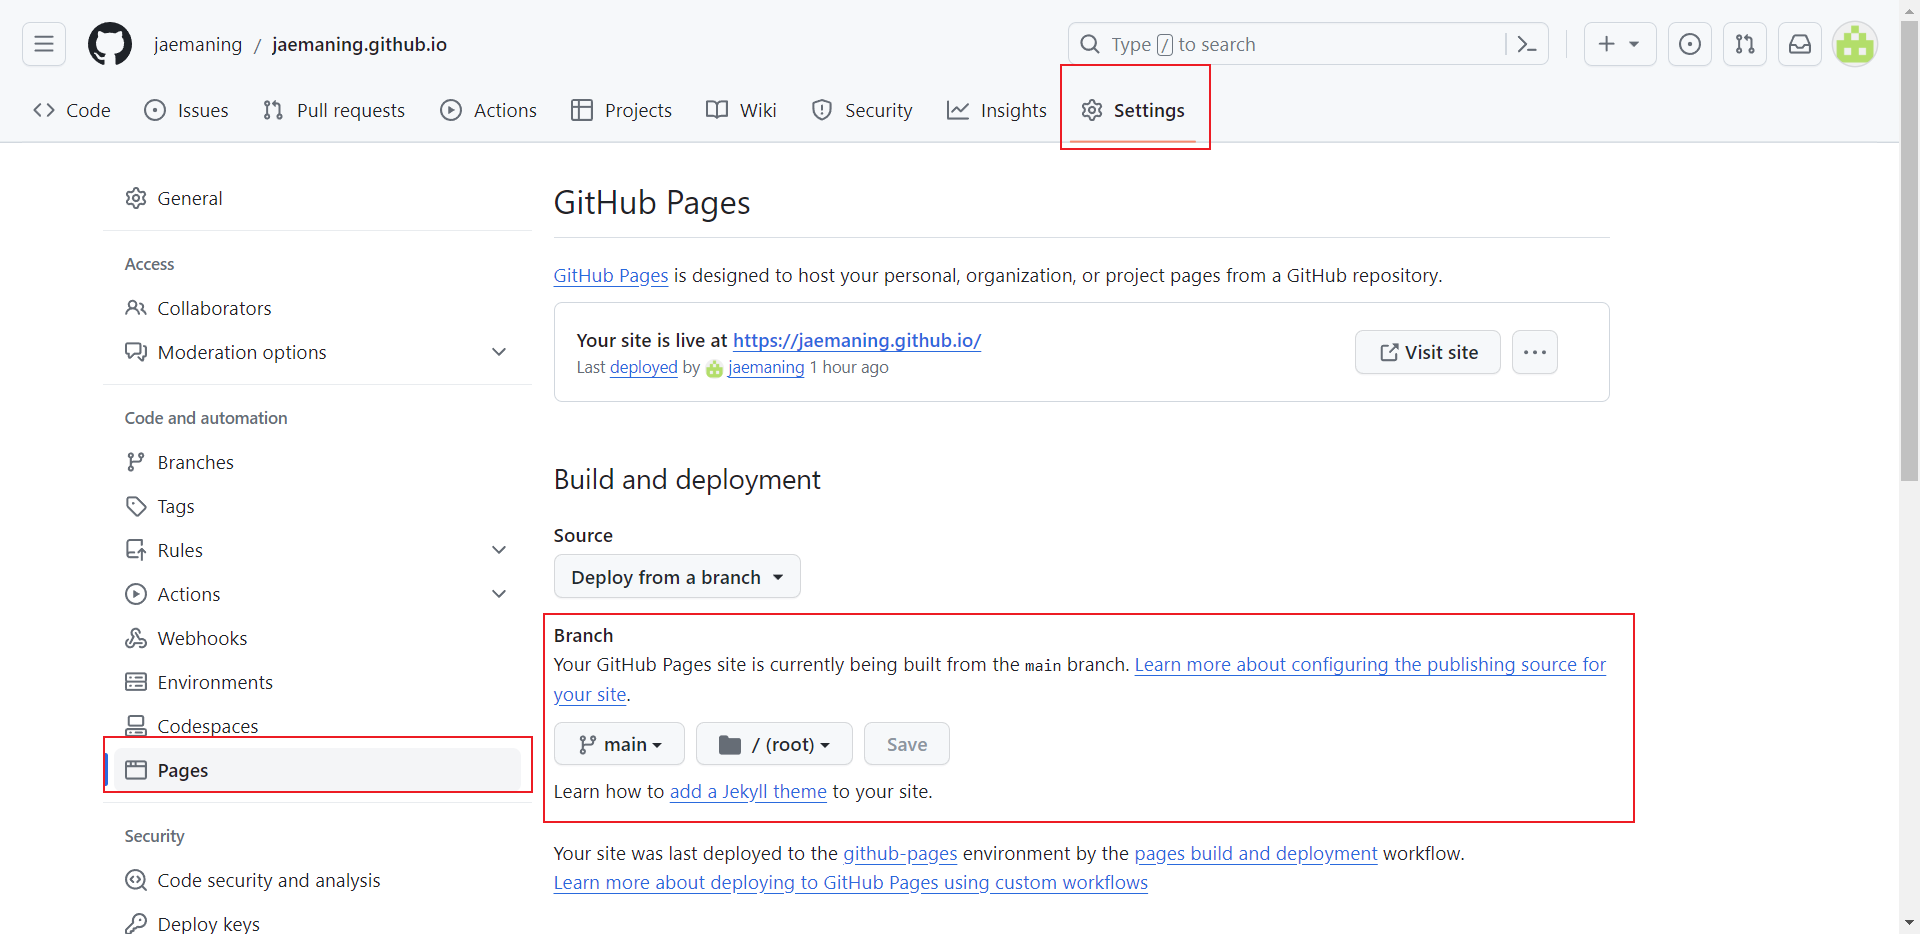 jaemaning / jaemaning.github.io
Type / to search
Code Issues Pull requests Actions Projects Wiki Security Insights Settings
General
Access
Collaborators
Moderation options
Code and automation
Branches
Tags
Rules
Actions
Webhooks
Environments
Codespaces
Pages
Security
Code security and analysis
Deploy keys
GitHub Pages
GitHub Pages is designed to host your personal, organization, or project pages from a GitHub repository.
Your site is live at https://jaemaning.github.io/
Last deployed by jaemaning 1 hour ago
Visit site
Build and deployment
Source
Deploy from a branch
Branch
Your GitHub Pages site is currently being built from the main branch. Learn more about configuring the publishing source for
your site.
main / (root) Save
Learn how to add a Jekyll theme to your site.
Your site was last deployed to the github-pages environment by the pages build and deployment workflow.
Learn more about deploying to GitHub Pages using custom workflows